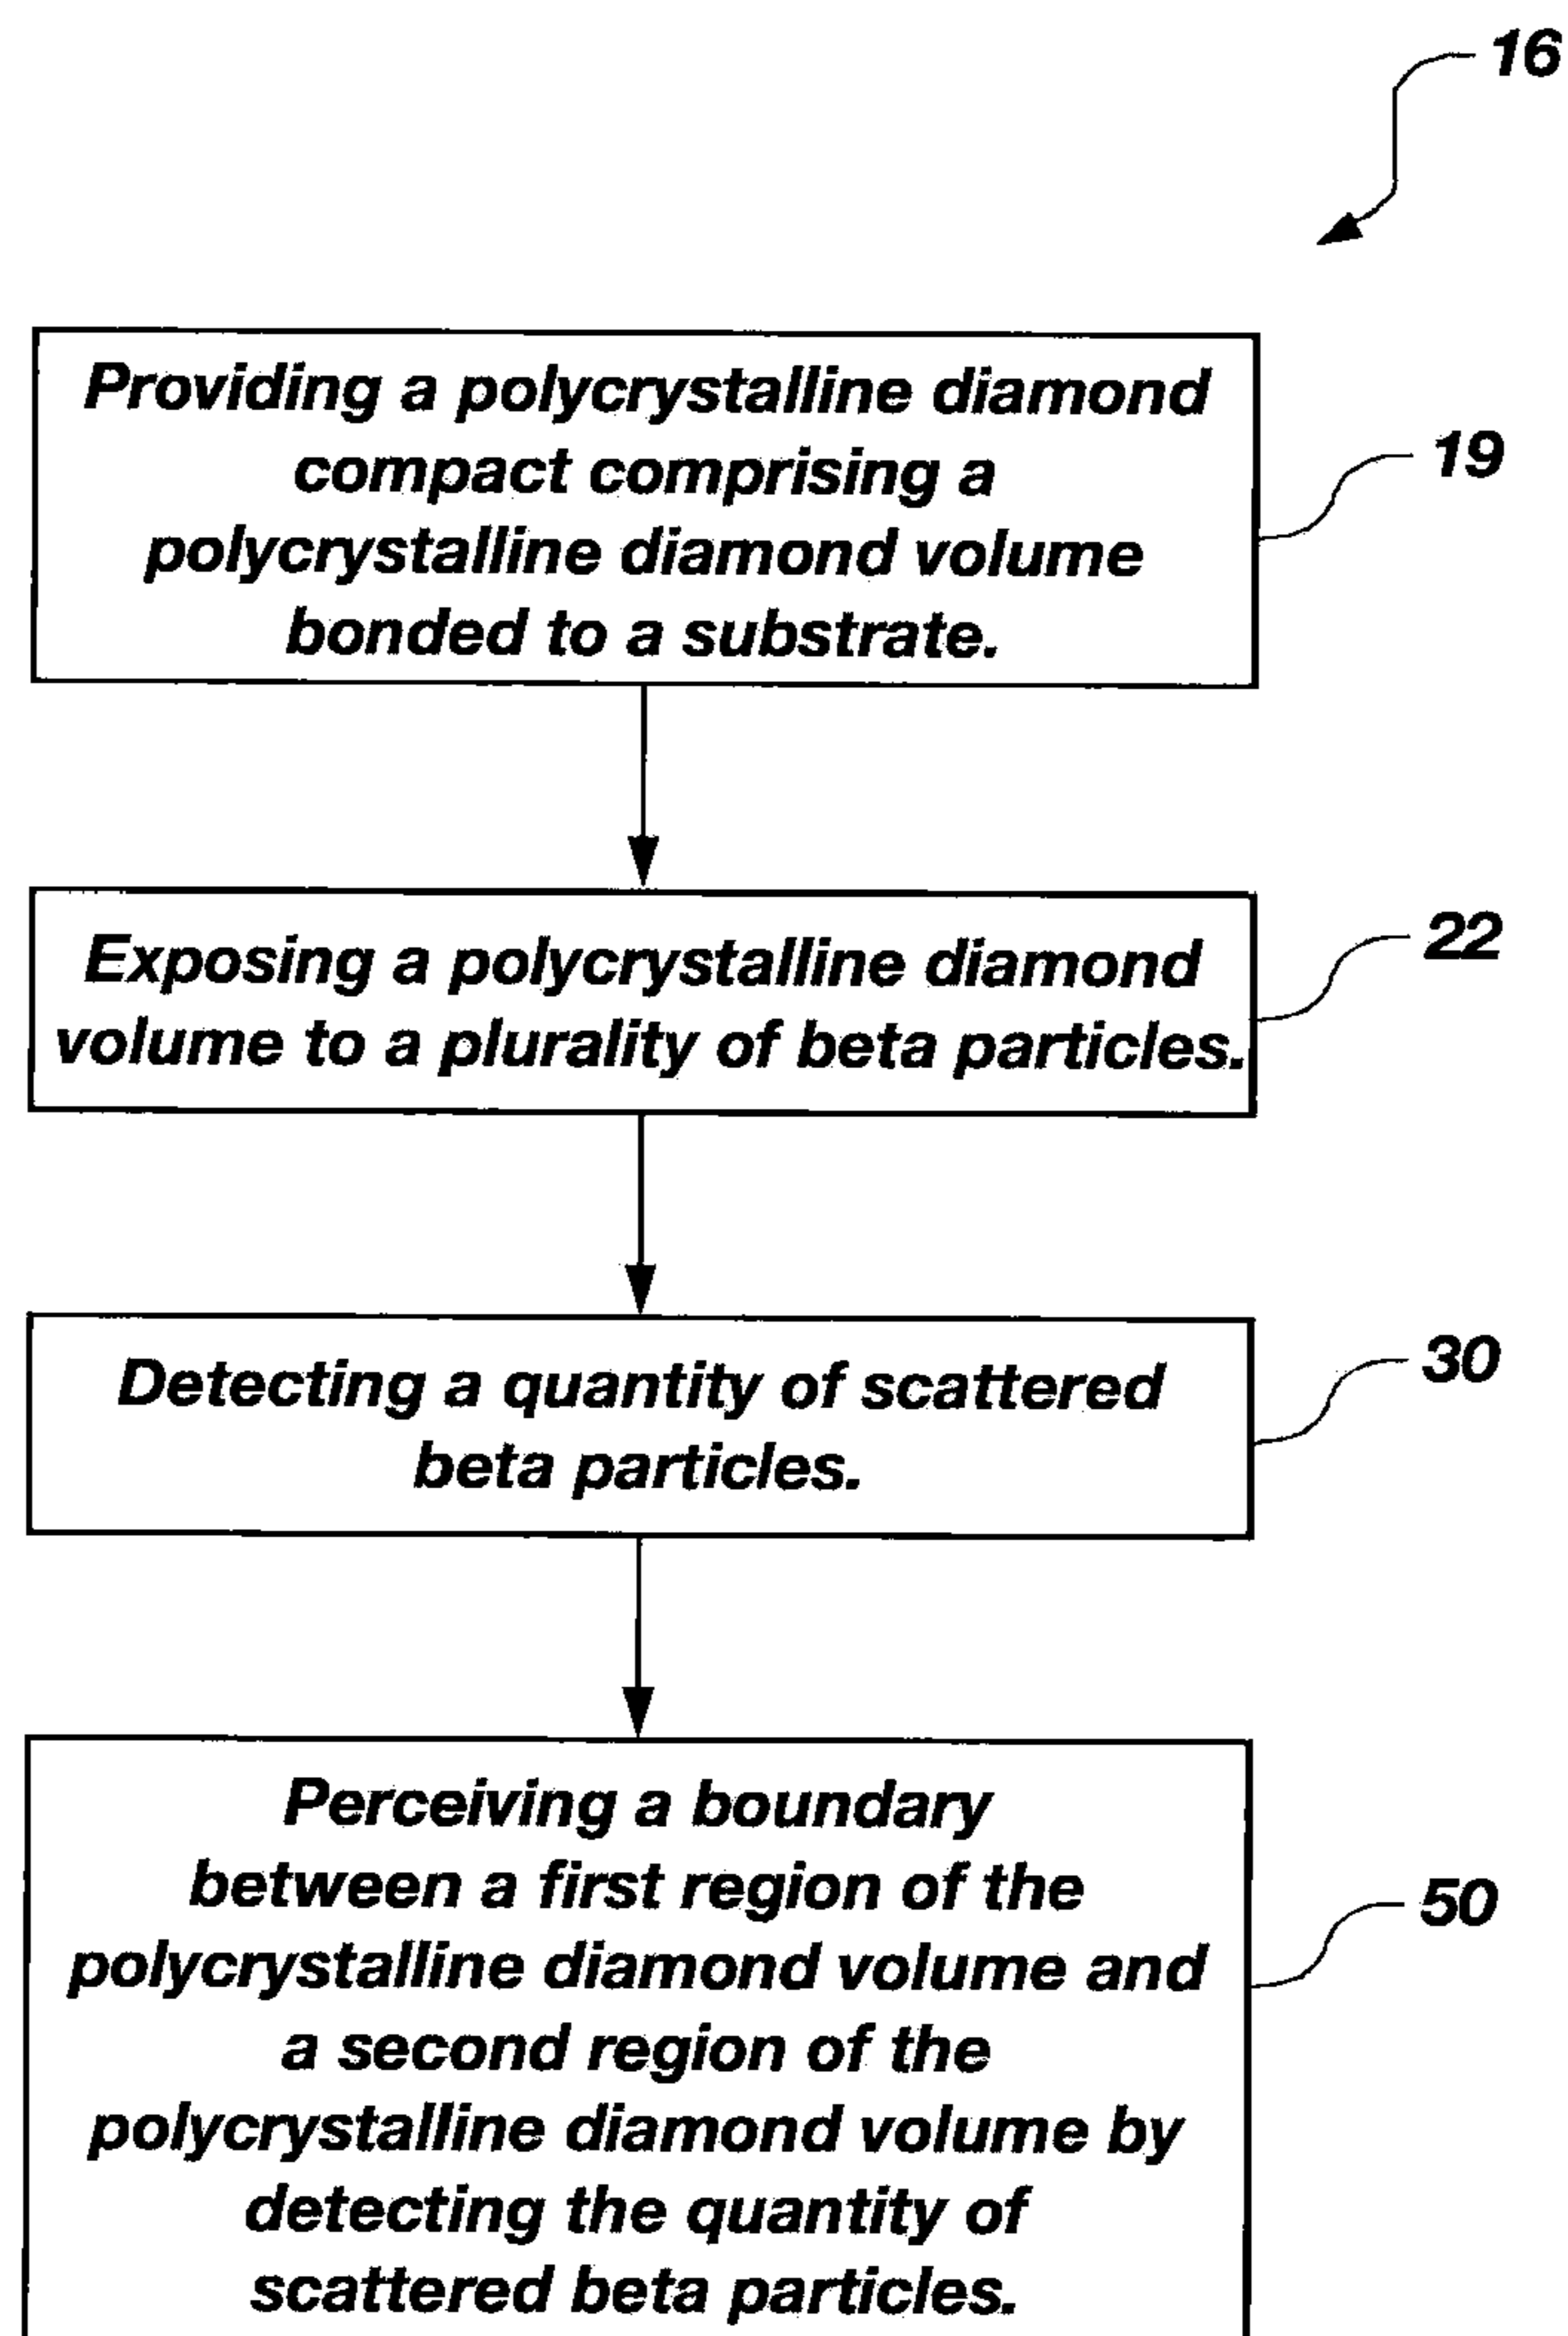 16
Providing a polycrystalline diamond
compact comprising a
polycrystalline diamond volume
bonded to a substrate.
19
Exposing a polycrystalline diamond
volume to a plurality of beta particles.
22
Detecting a quantity of scattered
beta particles.
30
Perceiving a boundary
between a first region of the
polycrystalline diamond volume and
a second region of the
polycrystalline diamond volume by
detecting the quantity of
scattered beta particles.
50